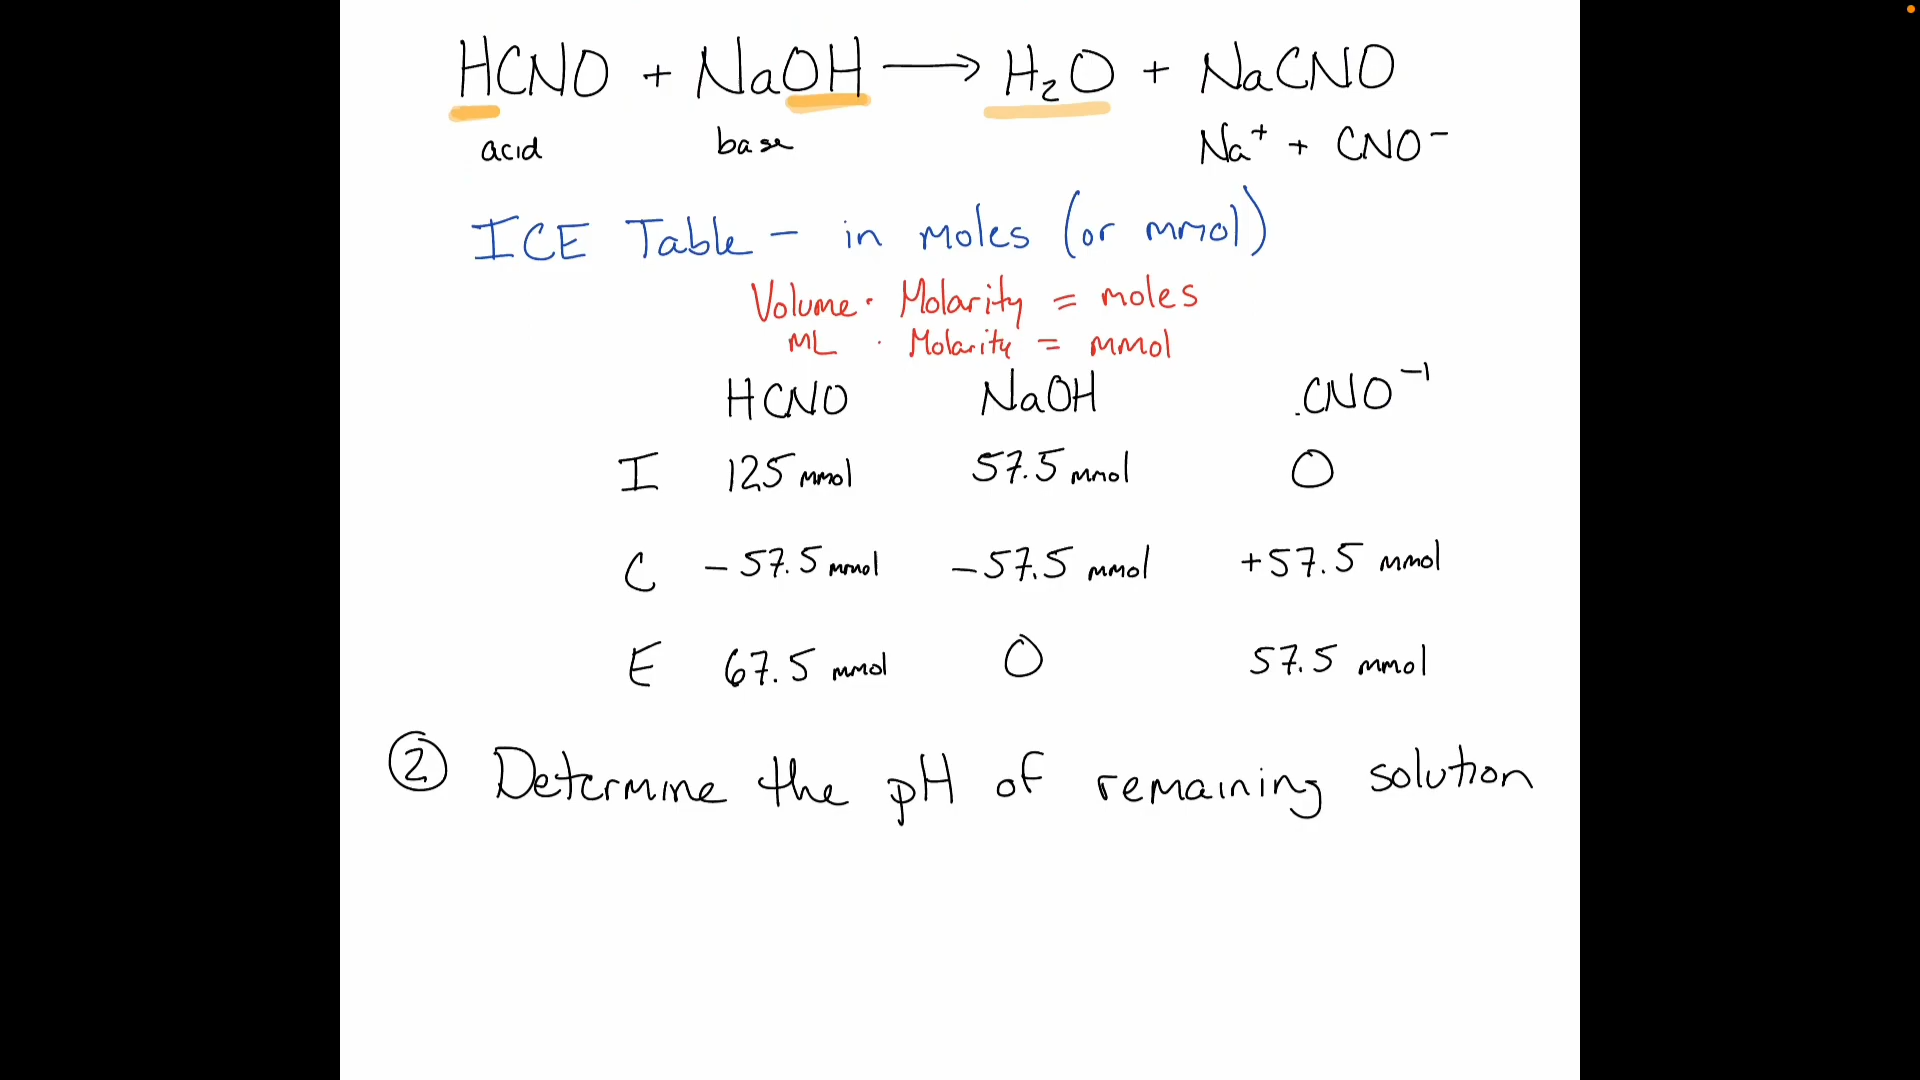 HCNO + NaOH → H₂O + NaCNO
acid base Na⁺ + CNO⁻
ICE Table - in moles (or mmol)
Volume · Molarity = moles
mL · Molarity = mmol
HCNO NaOH CNO⁻¹
I 125 mmol 57.5 mmol 0
C -57.5 mmol -57.5 mmol +57.5 mmol
E 67.5 mmol 0 57.5 mmol
② Determine the pH of remaining solution